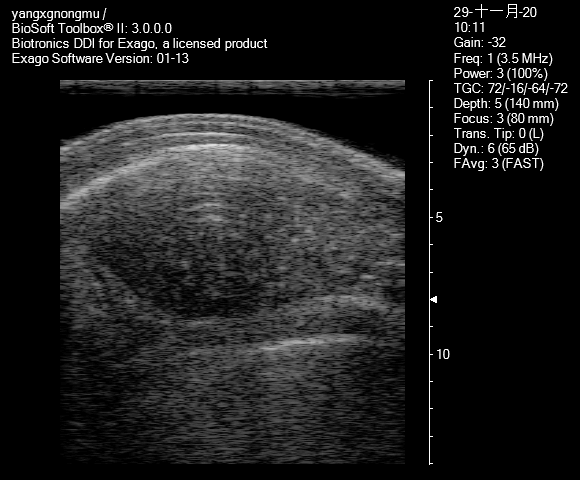 yangxgnongmu /
BioSoft Toolbox® II: 3.0.0.0
Biotronics DDI for Exago, a licensed product
Exago Software Version: 01-13
29-十一月-20
10:11
Gain: -32
Freq: 1 (3.5 MHz)
Power: 3 (100%)
TGC: 72/-16/-64/-72
Depth: 5 (140 mm)
Focus: 3 (80 mm)
Trans. Tip: 0 (L)
Dyn.: 6 (65 dB)
FAvg: 3 (FAST)
5
10